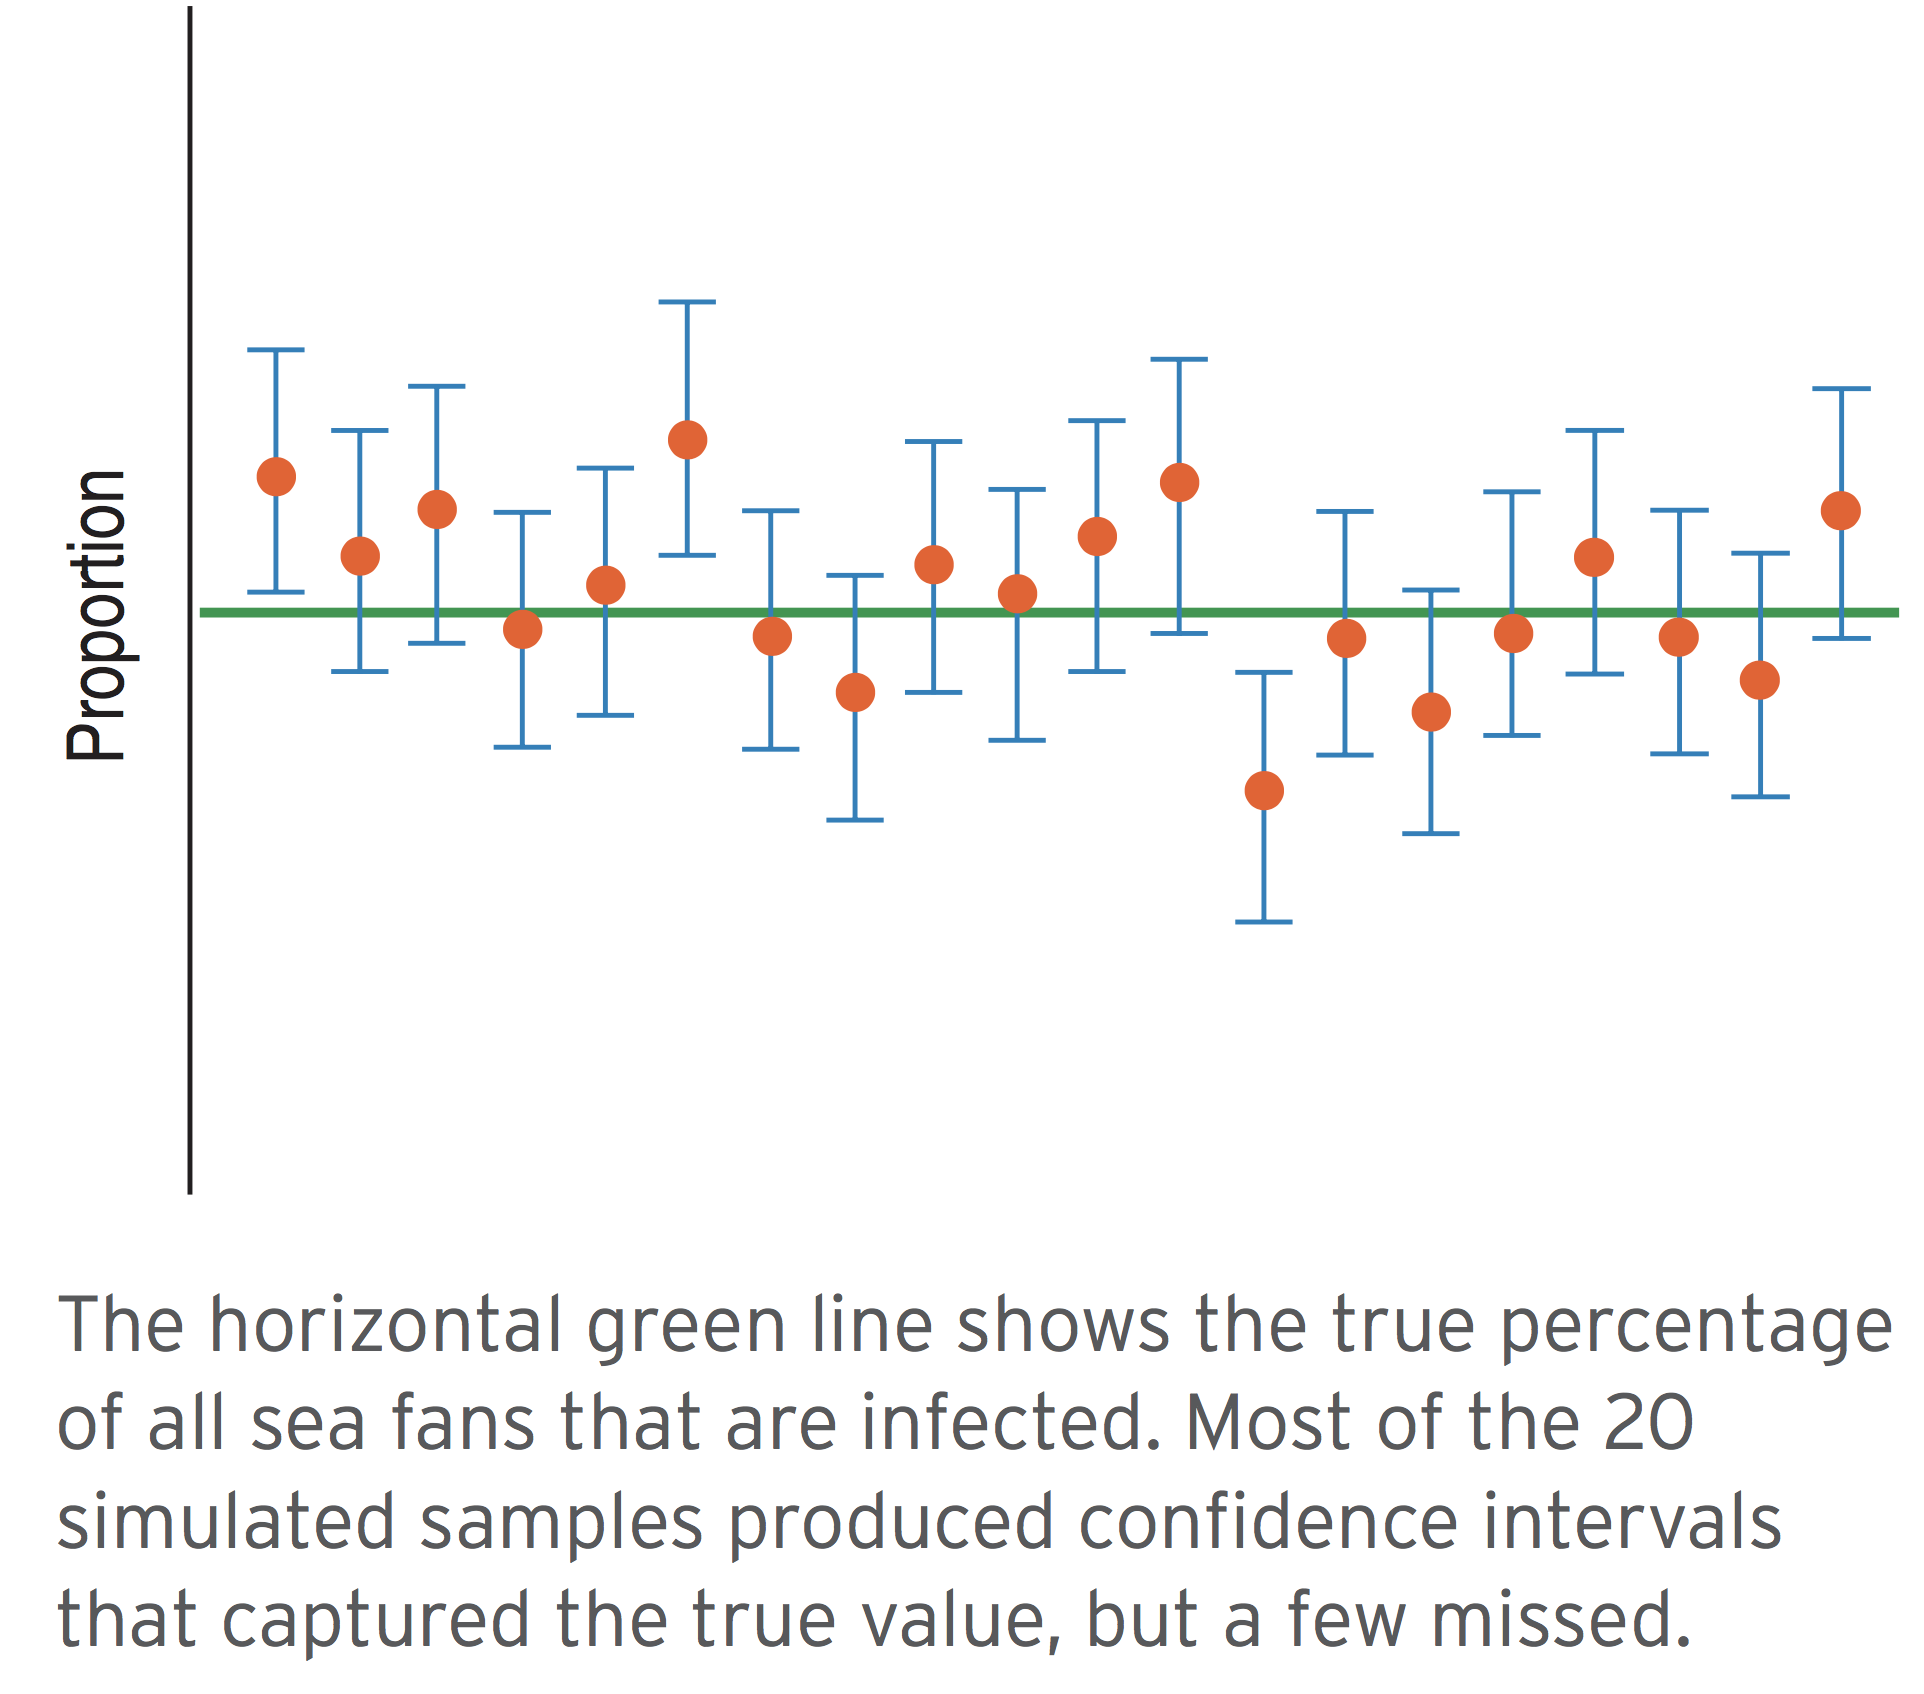 Proportion
The horizontal green line shows the true percentage
of all sea fans that are infected. Most of the 20
simulated samples produced confidence intervals
that captured the true value, but a few missed.